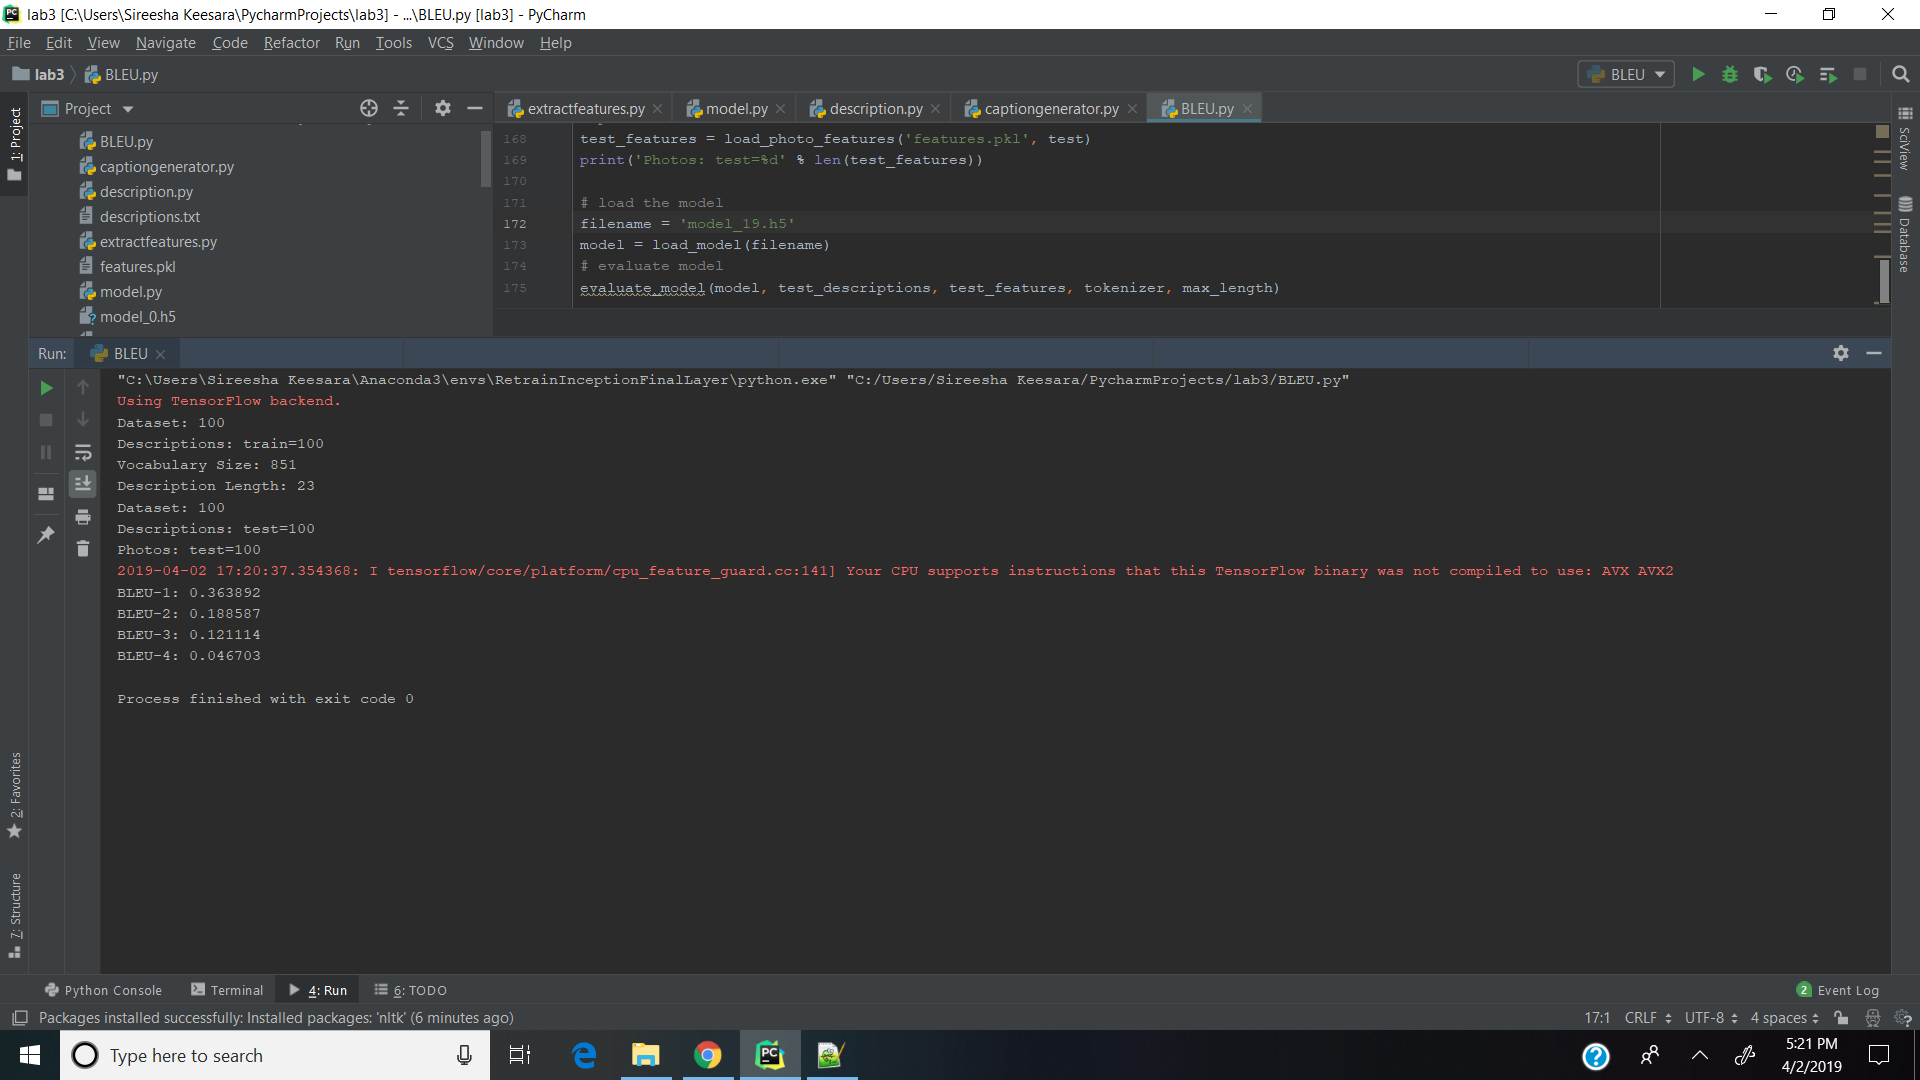 lab3 [C:\Users\Sireesha Keesara\PycharmProjects\lab3] - ...\BLEU.py [lab3] - PyCharm
File Edit View Navigate Code Refactor Run Tools VCS Window Help
lab3 BLEU.py BLEU
1: Project
Project
extractfeatures.py model.py description.py captiongenerator.py BLEU.py
BLEU.py
captiongenerator.py
description.py
descriptions.txt
extractfeatures.py
features.pkl
model.py
model_0.h5
168 test_features = load_photo_features('features.pkl', test)
169 print('Photos: test=%d' % len(test_features))
170
171 # load the model
172 filename = 'model_19.h5'
173 model = load_model(filename)
174 # evaluate model
175 evaluate_model(model, test_descriptions, test_features, tokenizer, max_length)
SciView
Database
Run: BLEU
"C:\Users\Sireesha Keesara\Anaconda3\envs\RetrainInceptionFinalLayer\python.exe" "C:/Users/Sireesha Keesara/PycharmProjects/lab3/BLEU.py"
Using TensorFlow backend.
Dataset: 100
Descriptions: train=100
Vocabulary Size: 851
Description Length: 23
Dataset: 100
Descriptions: test=100
Photos: test=100
2019-04-02 17:20:37.354368: I tensorflow/core/platform/cpu_feature_guard.cc:141] Your CPU supports instructions that this TensorFlow binary was not compiled to use: AVX AVX2
BLEU-1: 0.363892
BLEU-2: 0.188587
BLEU-3: 0.121114
BLEU-4: 0.046703
Process finished with exit code 0
2: Favorites
7: Structure
Python Console Terminal 4: Run 6: TODO 2 Event Log
Packages installed successfully: Installed packages: 'nltk' (6 minutes ago) 17:1 CRLF UTF-8 4 spaces
Type here to search
5:21 PM
4/2/2019